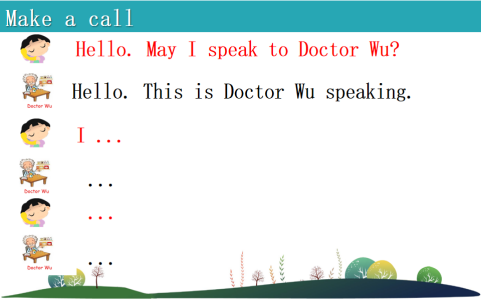 Make a call
Hello. May I speak to Doctor Wu?
Hello. This is Doctor Wu speaking.
Doctor Wu
I ...
...
Doctor Wu
...
...
Doctor Wu